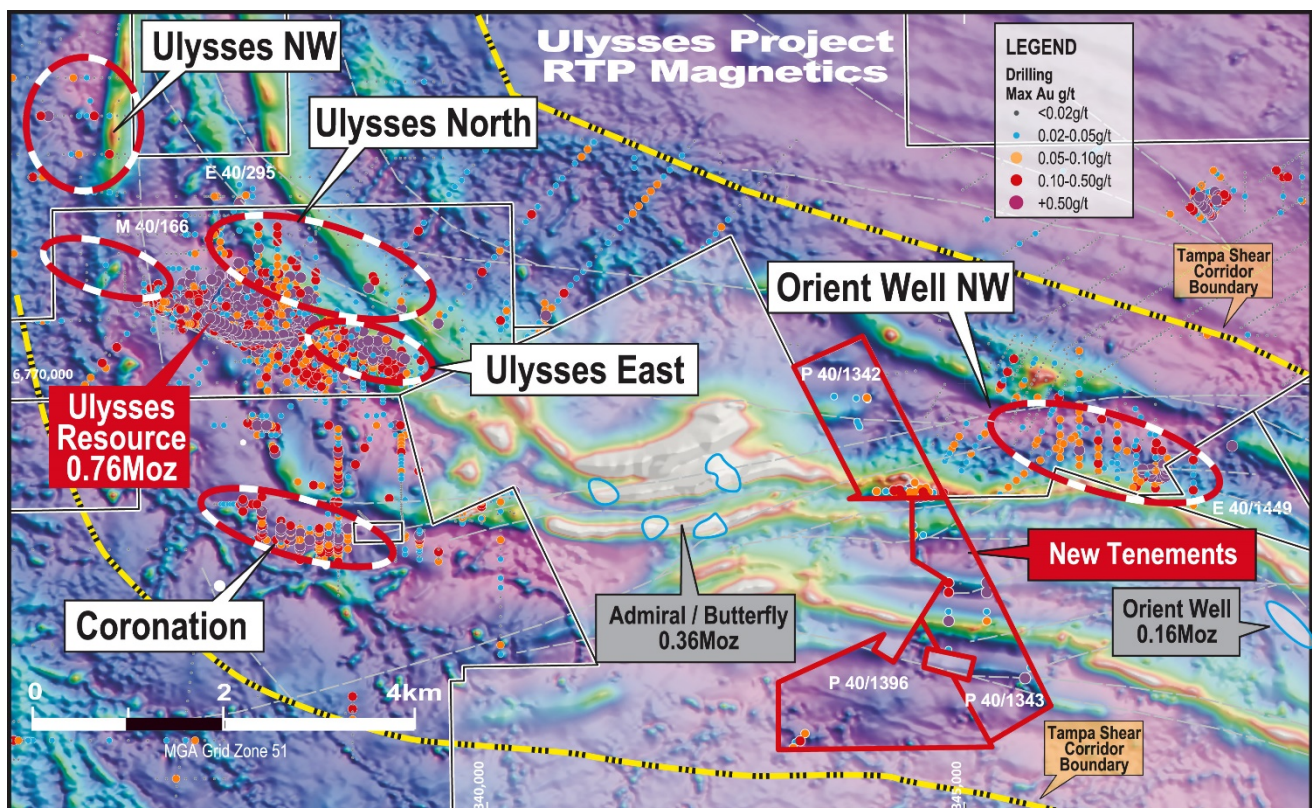 Ulysses Project
RTP Magnetics
LEGEND
Drilling
Max Au g/t
<0.02g/t
0.02-0.05g/t
0.05-0.10g/t
0.10-0.50g/t
+0.50g/t
Ulysses NW
Ulysses North
E 40/295
M 40/166
Tampa Shear
Corridor
Boundary
Orient Well NW
Ulysses East
P 40/1342
6,770,000
Ulysses
Resource
0.76Moz
E 40/1449
New Tenements
Coronation
Admiral / Butterfly
0.36Moz
Orient Well
0.16Moz
P 40/1396
P 40/1343
0
2
4km
MGA Grid Zone 51
Tampa Shear
Corridor
Boundary
345,000